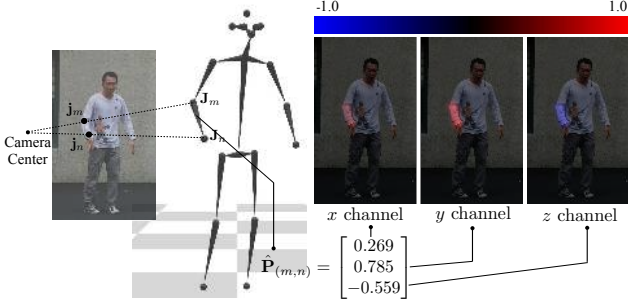 -1.0 1.0
j_m
J_m
j_n
J_n
Camera
Center
x channel y channel z channel
P̂_(m,n) = [0.269
0.785
−0.559]